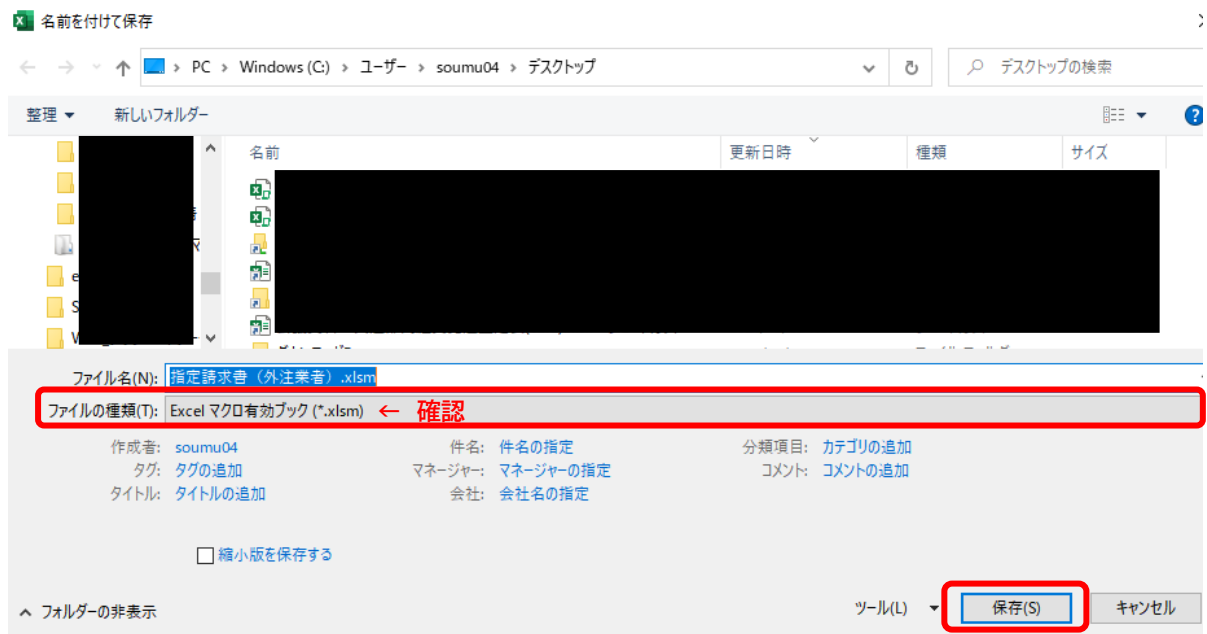 名前を付けて保存
PC › Windows (C:) › ユーザー › soumu04 › デスクトップ
デスクトップの検索
整理
新しいフォルダー
名前 更新日時 種類 サイズ
ファイル名(N): 指定請求書（外注業者）.xlsm
ファイルの種類(T): Excel マクロ有効ブック (*.xlsm) ← 確認
作成者: soumu04 件名: 件名の指定 分類項目: カテゴリの追加
タグ: タグの追加 マネージャー: マネージャーの指定 コメント: コメントの追加
タイトル: タイトルの追加 会社: 会社名の指定
縮小版を保存する
フォルダーの非表示 ツール(L) 保存(S) キャンセル